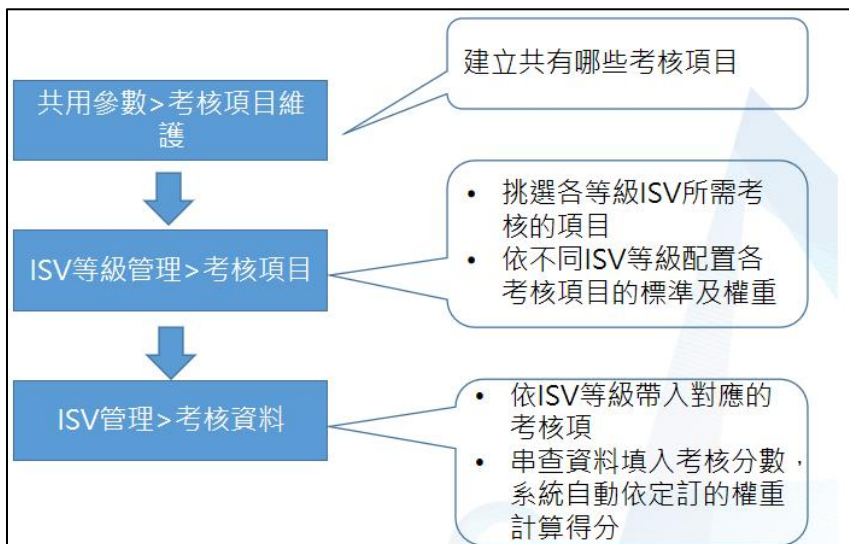 建立共有哪些考核項目
共用參數>考核項目維
護
• 挑選各等級ISV所需考
核的項目
• 依不同ISV等級配置各
考核項目的標準及權重
ISV等級管理>考核項目
• 依ISV等級帶入對應的
考核項
• 串查資料填入考核分數，
系統自動依定訂的權重
計算得分
ISV管理>考核資料